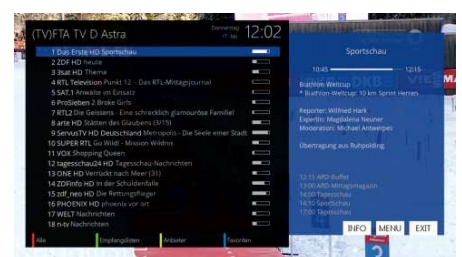 (TV)FTA TV D Astra
Donnerstag
12:02
1 Das Erste HD Sportschau
2 ZDF HD heute
3 3sat HD Thema
4 RTL Television Punkt 12 - Das RTL-Mittagsjournal
5 SAT.1 Anwälte im Einsatz
6 ProSieben 2 Broke Girls
7 RTL2 Die Geissens - Eine schrecklich glamouröse Familie!
8 arte HD Stätten des Glaubens (3/15)
9 ServusTV HD Deutschland Metropolis - Die Seele einer Stadt
10 SUPER RTL Go Wild! - Mission Wildnis
11 VOX Shopping Queen
12 tagesschau24 HD Tagesschau-Nachrichten
13 ONE HD Verrückt nach Meer (31)
14 ZDFinfo HD In der Schuldenfalle
15 zdf_neo HD Die Rettungsflieger
16 PHOENIX HD phoenix vor ort
17 WELT Nachrichten
18 n-tv Nachrichten
Alle
Empfangslisten
Anbieter
Favoriten
Sportschau
10:45
12:15
Biathlon Weltcup
* Biathlon-Weltcup: 10 km Sprint Herren
Reporter: Wilfried Hark
Expertin: Magdalena Neuner
Moderation: Michael Antwerpes
Übertragung aus Ruhpolding
12:15 ARD-Buffet
13:00 ARD-Mittagsmagazin
14:00 Tagesschau
14:10 Sportschau
17:00 Tagesschau
INFO
MENU
EXIT